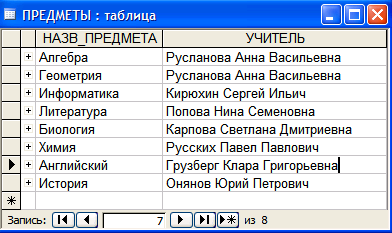 ПРЕДМЕТЫ : таблица
НАЗВ_ПРЕДМЕТА УЧИТЕЛЬ
+ Алгебра Русланова Анна Васильевна
+ Геометрия Русланова Анна Васильевна
+ Информатика Кирюхин Сергей Ильич
+ Литература Попова Нина Семеновна
+ Биология Карпова Светлана Дмитриевна
+ Химия Русских Павел Павлович
+ Английский Грузберг Клара Григорьевна
+ История Онянов Юрий Петрович
Запись: 7 из 8